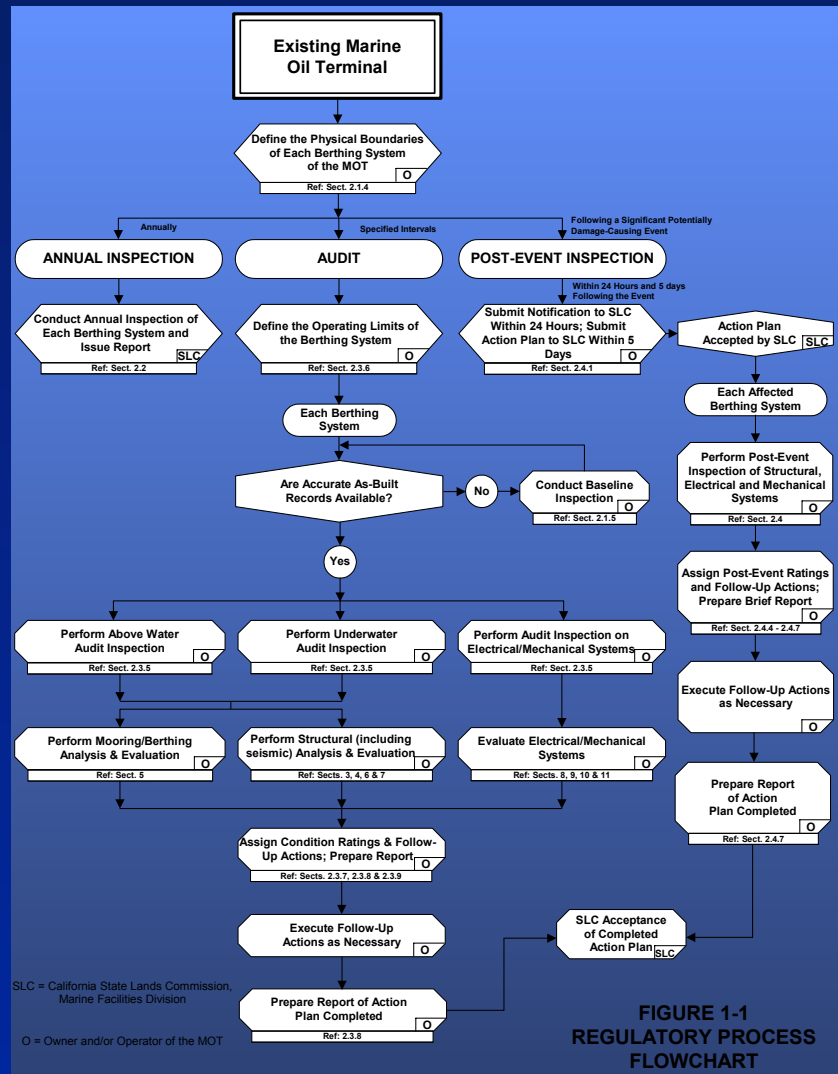 Existing Marine
Oil Terminal
Define the Physical Boundaries
of Each Berthing System
of the MOT
O
Ref: Sect. 2.1.4
Annually
Specified Intervals
Following a Significant Potentially
Damage-Causing Event
ANNUAL INSPECTION
AUDIT
POST-EVENT INSPECTION
Within 24 Hours and 5 days
Following the Event
Conduct Annual Inspection of
Each Berthing System and
Issue Report
SLC
Ref: Sect. 2.2
Define the Operating Limits of
the Berthing System
O
Ref: Sect. 2.3.6
Submit Notification to SLC
Within 24 Hours; Submit
Action Plan to SLC Within 5
Days
O
Ref: Sect. 2.4.1
Action Plan
Accepted by SLC
SLC
Each Berthing
System
Each Affected
Berthing System
Are Accurate As-Built
Records Available?
No
Conduct Baseline
Inspection
O
Ref: Sect. 2.1.5
Perform Post-Event
Inspection of Structural,
Electrical and Mechanical
Systems
O
Ref: Sect. 2.4
Yes
Assign Post-Event Ratings
and Follow-Up Actions;
Prepare Brief Report
O
Ref: Sect. 2.4.4 - 2.4.7
Perform Above Water
Audit Inspection
O
Ref: Sect. 2.3.5
Perform Underwater
Audit Inspection
O
Ref: Sect. 2.3.5
Perform Audit Inspection on
Electrical/Mechanical Systems
O
Ref: Sect. 2.3.5
Execute Follow-Up Actions
as Necessary
O
Perform Mooring/Berthing
Analysis & Evaluation
O
Ref: Sect. 5
Perform Structural (including
seismic) Analysis & Evaluation
O
Ref: Sects. 3, 4, 6 & 7
Evaluate Electrical/Mechanical
Systems
O
Ref: Sects. 8, 9, 10 & 11
Prepare Report
of Action
Plan Completed
O
Ref: Sect. 2.4.7
Assign Condition Ratings & Follow-
Up Actions; Prepare Report
O
Ref: Sects. 2.3.7, 2.3.8 & 2.3.9
Execute Follow-Up
Actions as Necessary
O
SLC Acceptance
of Completed
Action Plan
SLC
Prepare Report of Action
Plan Completed
O
Ref: 2.3.8
SLC = California State Lands Commission,
Marine Facilities Division
O = Owner and/or Operator of the MOT
FIGURE 1-1
REGULATORY PROCESS
FLOWCHART